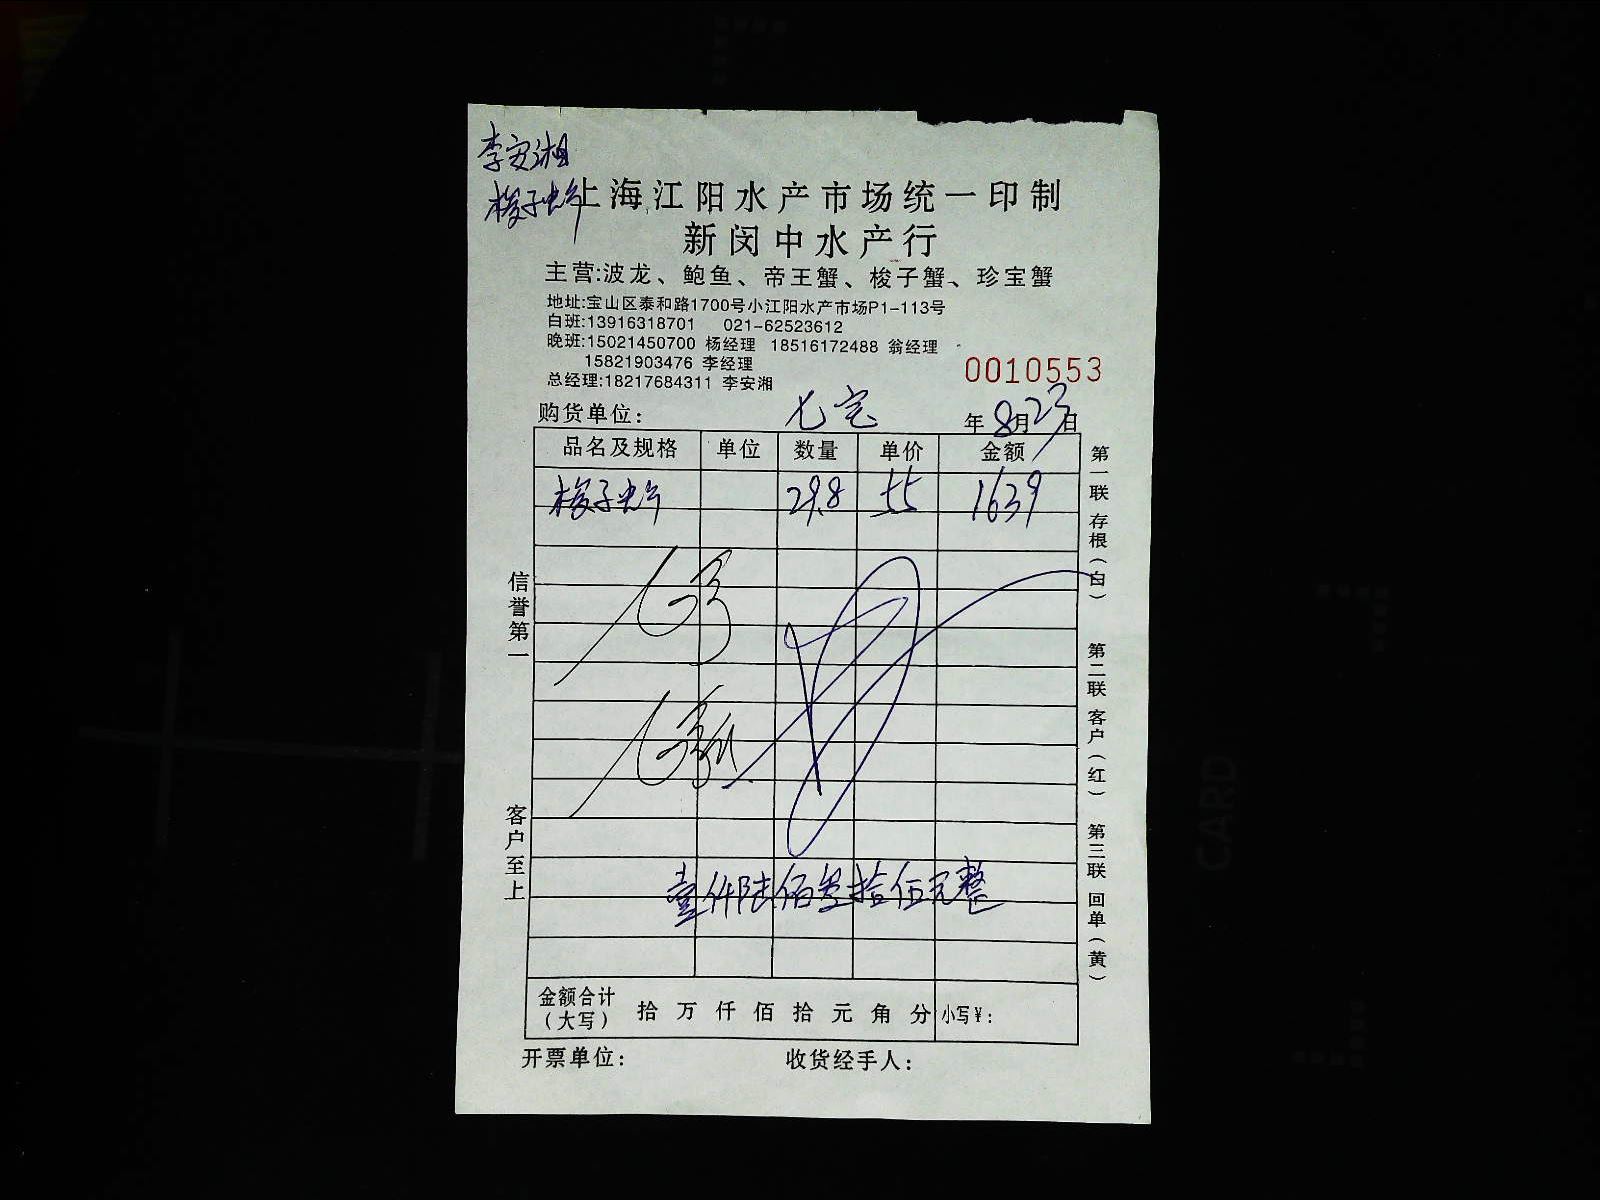 李安湘
梭子蟹
上海江阳水产市场统一印制
新闵中水产行
主营:波龙、鲍鱼、帝王蟹、梭子蟹、珍宝蟹
地址:宝山区泰和路1700号小江阳水产市场P1-113号
白班:13916318701 021-62523612
晚班:15021450700 杨经理 18516172488 翁经理
15821903476 李经理
总经理:18217684311 李安湘
0010553
购货单位: 七宝 年8月23日
品名及规格 单位 数量 单价 金额
梭子蟹 29.8 55 1639
壹仟陆佰叁拾伍元整
金额合计(大写) 拾 万 仟 佰 拾 元 角 分 小写¥:
开票单位: 收货经手人:
信誉第一
客户至上
第一联 存根(白)
第二联 客户(红)
第三联 回单(黄)
CARD